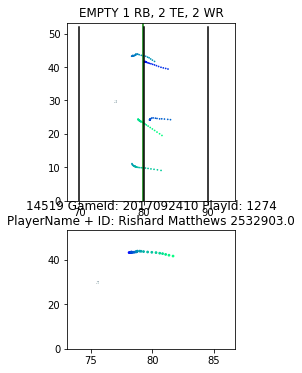 EMPTY 1 RB, 2 TE, 2 WR
50
40
30
20
10
0
70 80 90
14519 GameId: 2017092410 PlayId: 1274
PlayerName + ID: Rishard Matthews 2532903.0
40
20
0
75 80 85